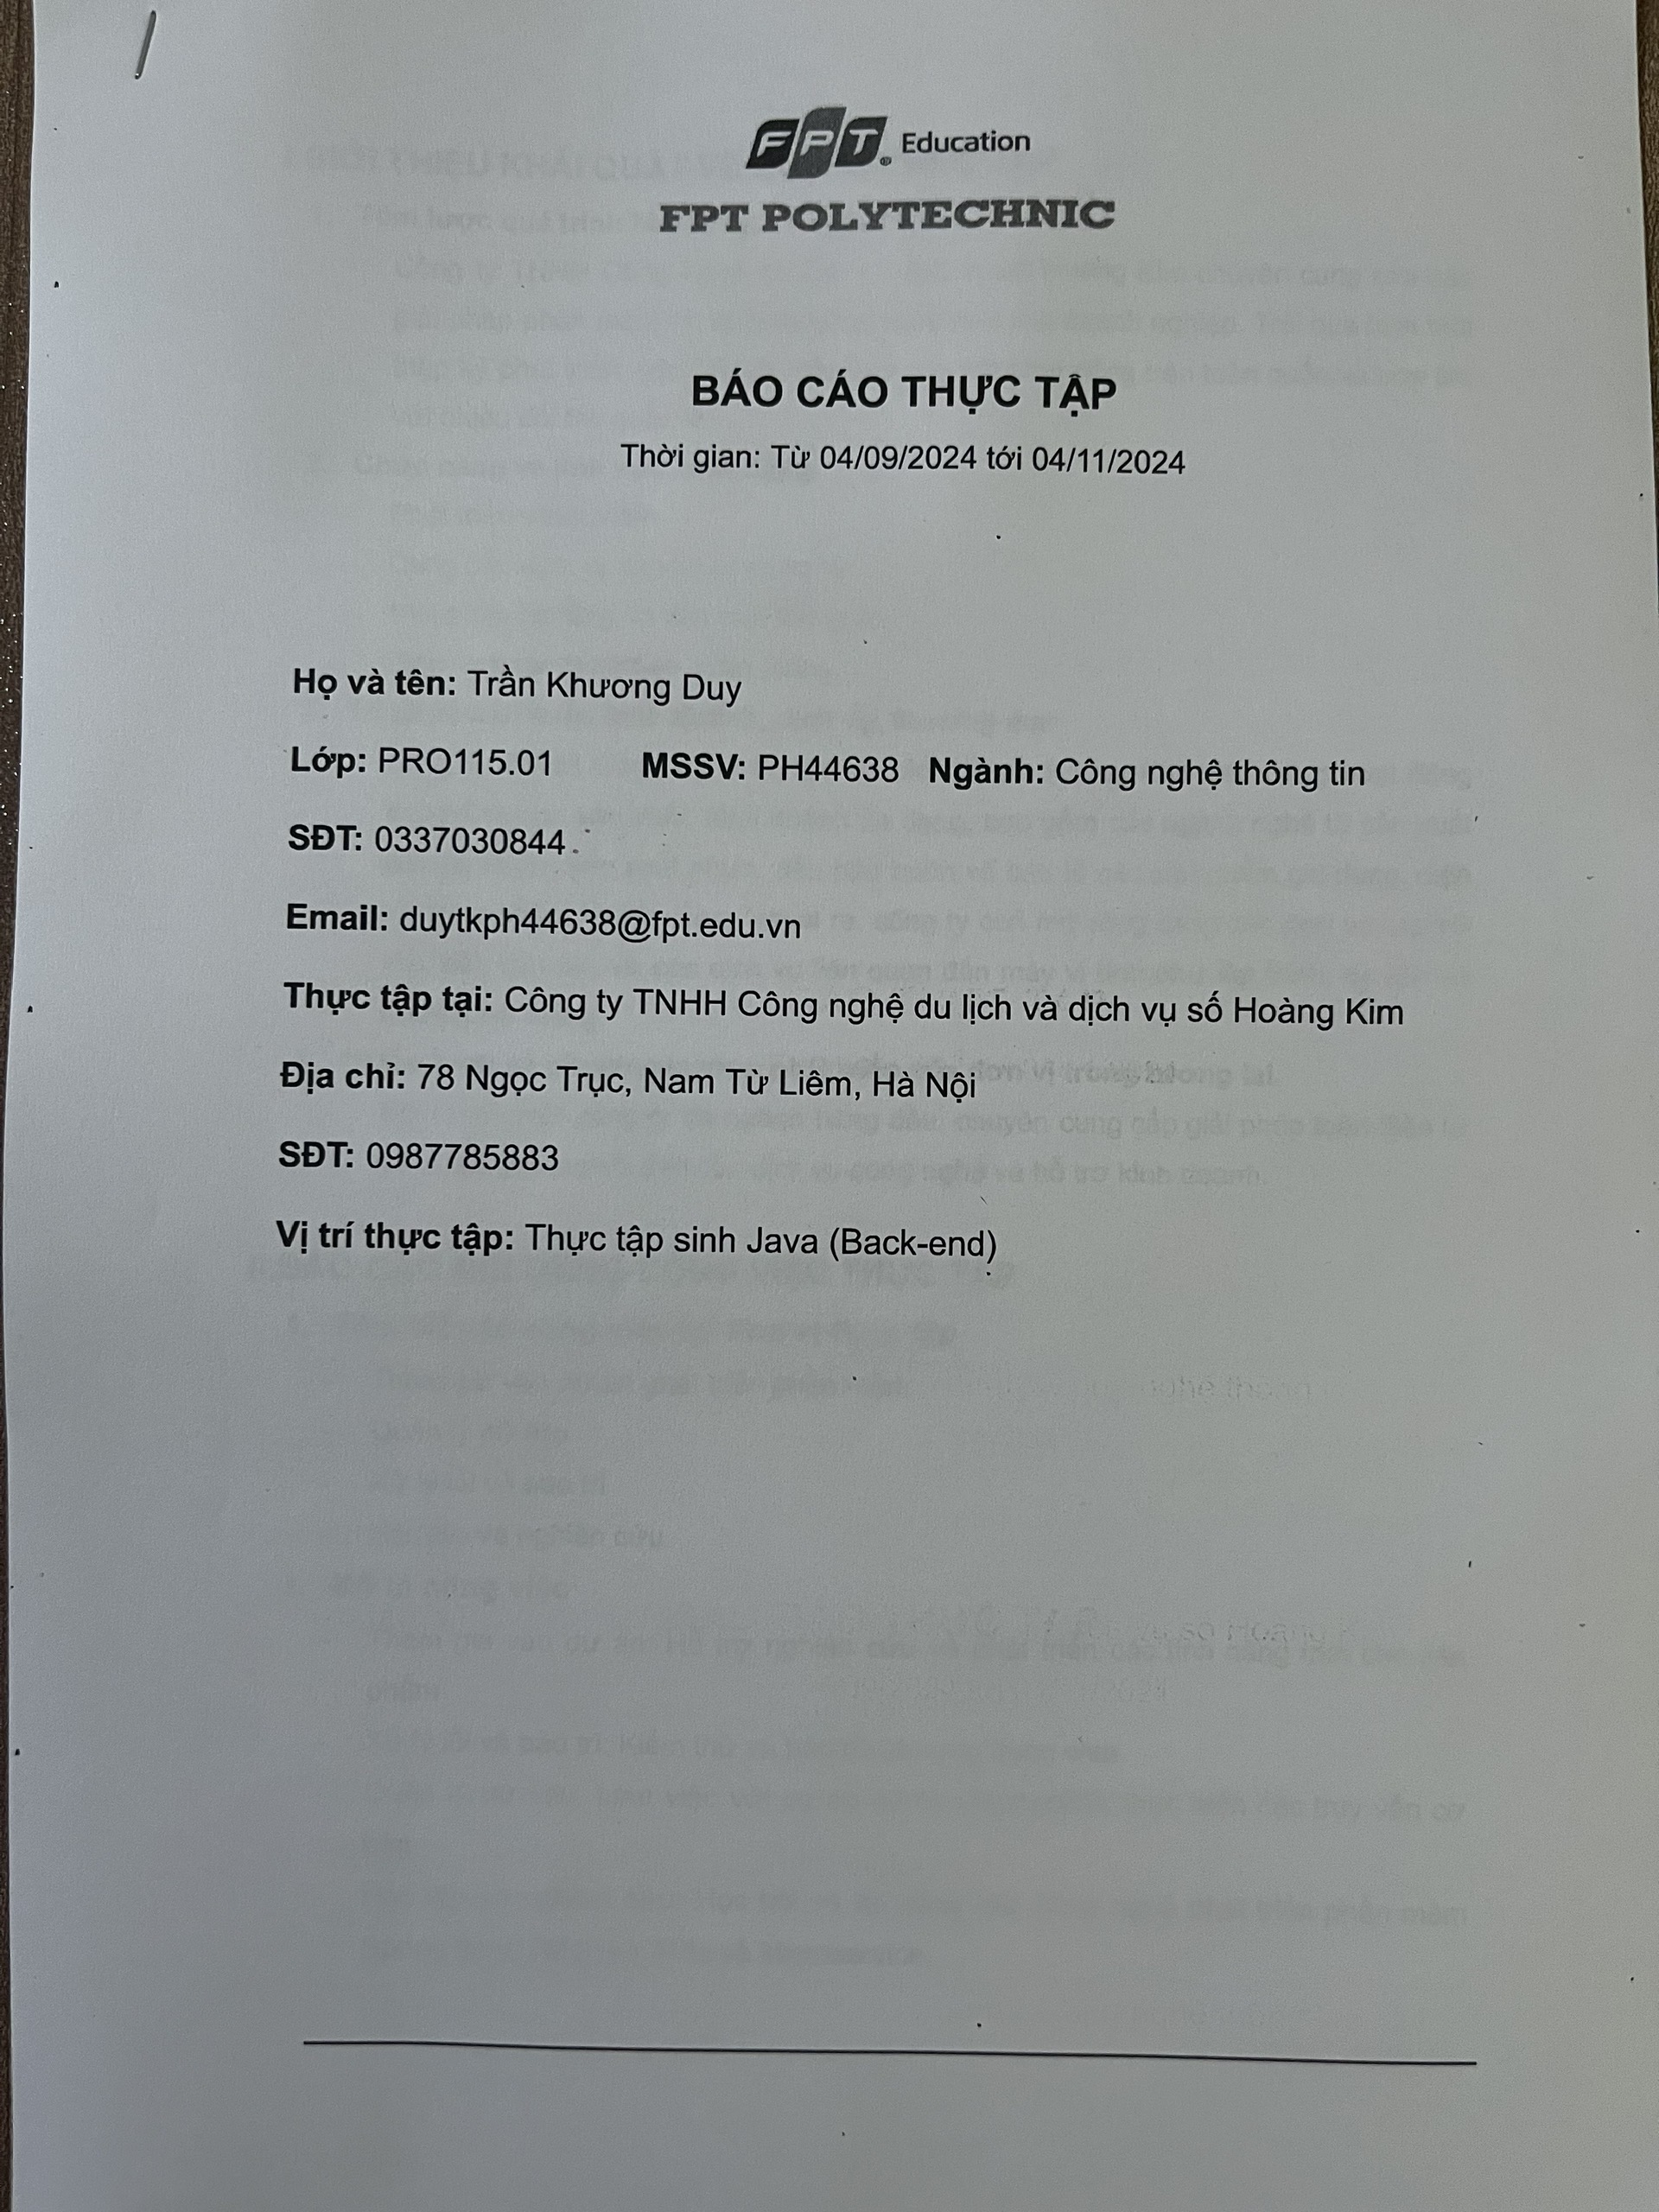 FPT Education
FPT POLYTECHNIC
BÁO CÁO THỰC TẬP
Thời gian: Từ 04/09/2024 tới 04/11/2024
Họ và tên: Trần Khương Duy
Lớp: PRO115.01 MSSV: PH44638 Ngành: Công nghệ thông tin
SĐT: 0337030844
Email: duytkph44638@fpt.edu.vn
Thực tập tại: Công ty TNHH Công nghệ du lịch và dịch vụ số Hoàng Kim
Địa chỉ: 78 Ngọc Trục, Nam Từ Liêm, Hà Nội
SĐT: 0987785883
Vị trí thực tập: Thực tập sinh Java (Back-end)